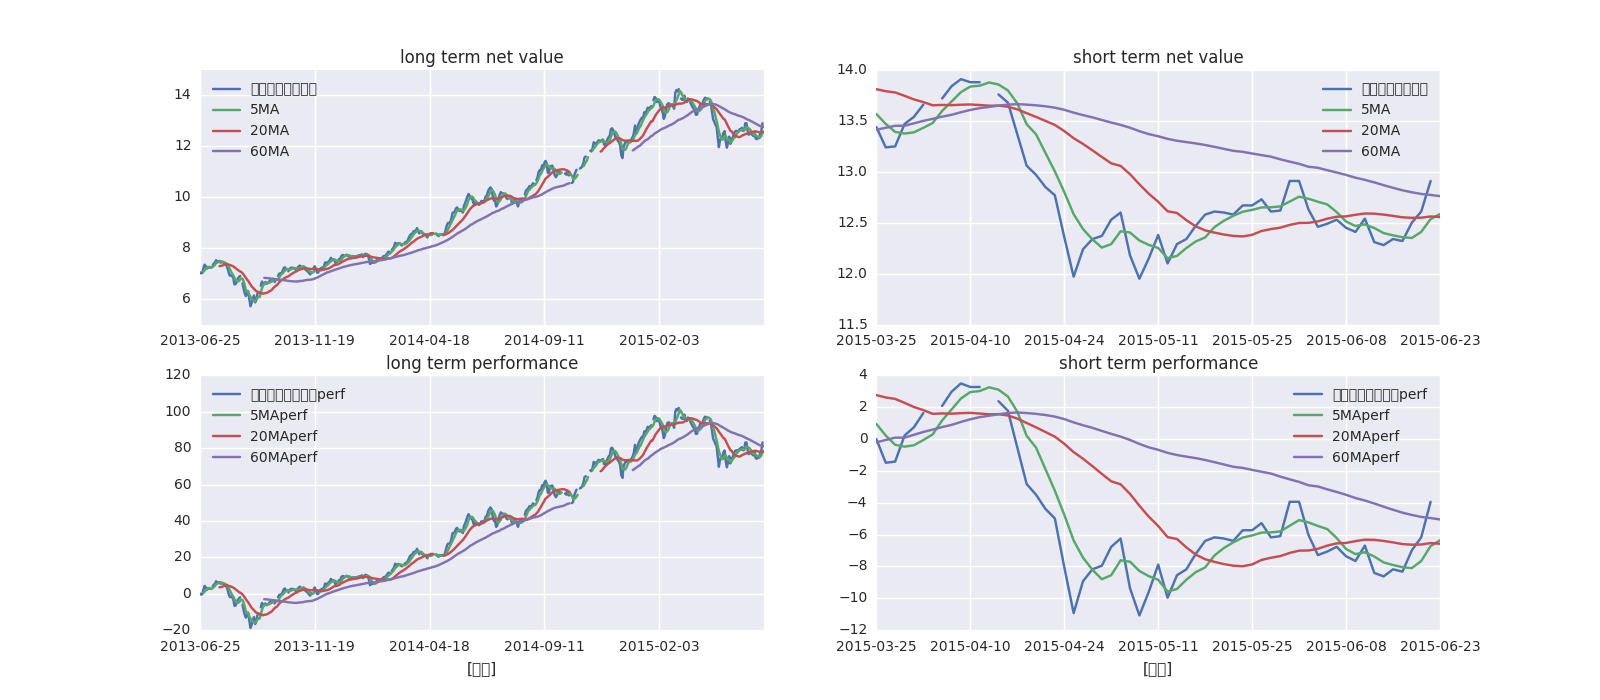 long term net value
14
12
10
8
6
5MA
20MA
60MA
2013-06-25 2013-11-19 2014-04-18 2014-09-11 2015-02-03
short term net value
14.0
13.5
13.0
12.5
12.0
11.5
5MA
20MA
60MA
2015-03-25 2015-04-10 2015-04-24 2015-05-11 2015-05-25 2015-06-08 2015-06-23
long term performance
120
100
80
60
40
20
0
−20
perf
5MAperf
20MAperf
60MAperf
2013-06-25 2013-11-19 2014-04-18 2014-09-11 2015-02-03
short term performance
4
2
0
−2
−4
−6
−8
−10
−12
perf
5MAperf
20MAperf
60MAperf
2015-03-25 2015-04-10 2015-04-24 2015-05-11 2015-05-25 2015-06-08 2015-06-23